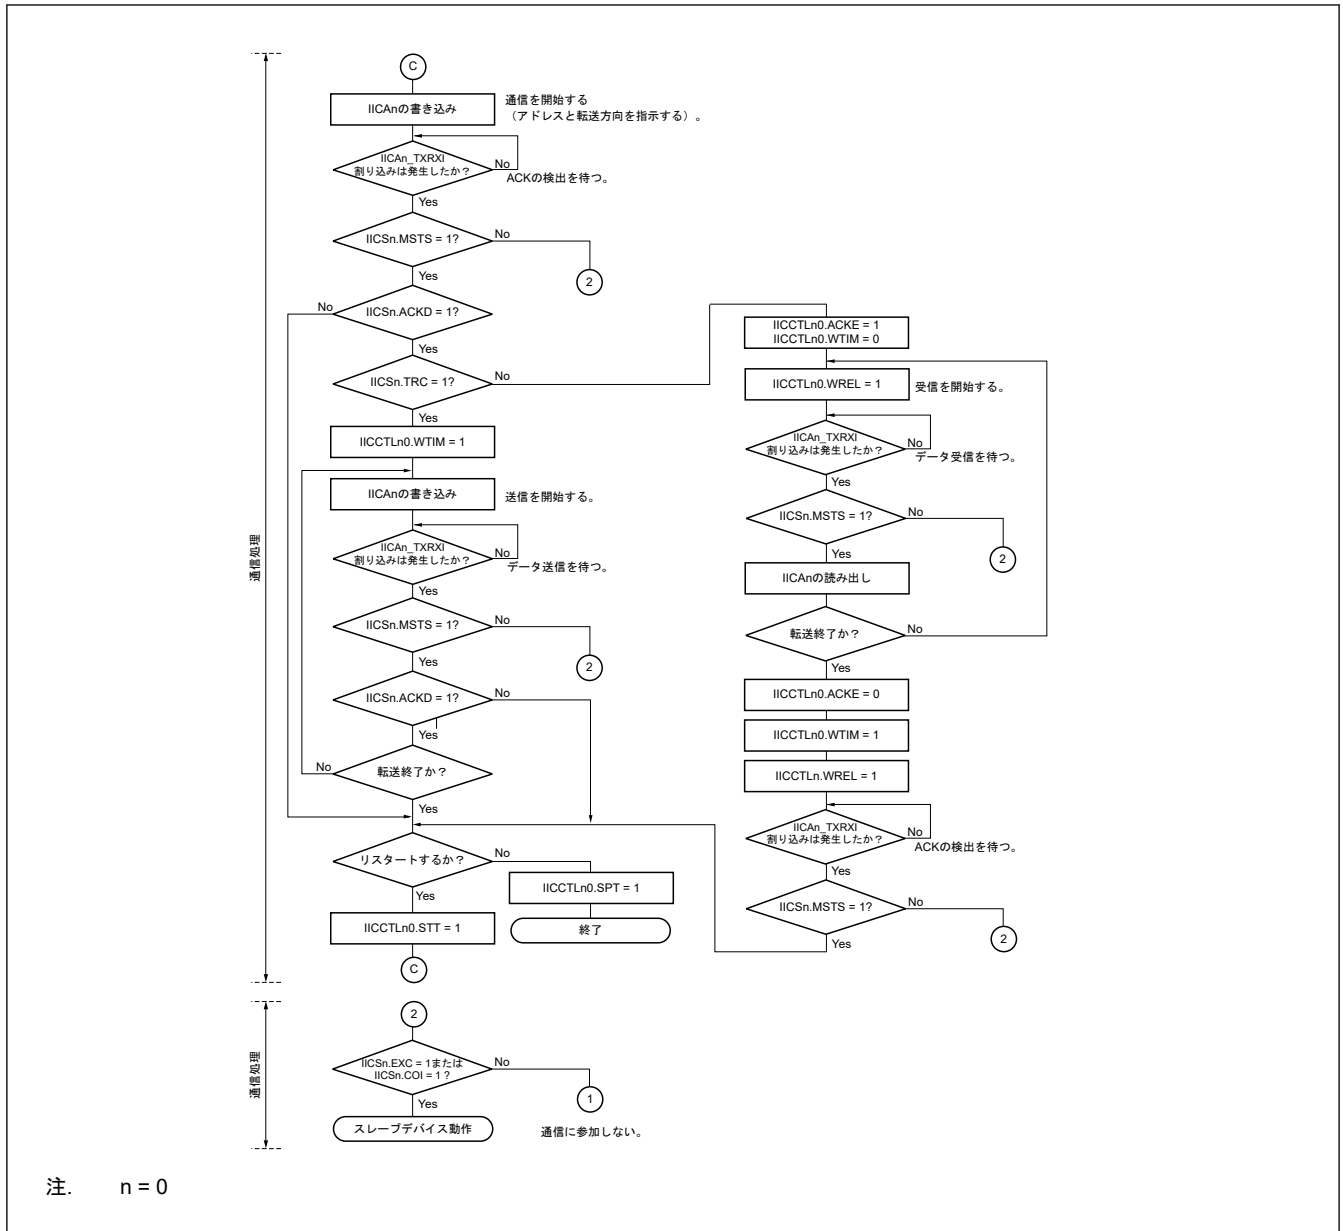 C
IICAnの書き込み
通信を開始する
（アドレスと転送方向を指示する）。
IICAn_TXRXI
割り込みは発生したか？
No
ACKの検出を待つ。
Yes
IICSn.MSTS = 1?
No
2
Yes
IICSn.ACKD = 1?
No
Yes
IICSn.TRC = 1?
No
Yes
IICCTLn0.WTIM = 1
IICAnの書き込み
送信を開始する。
IICAn_TXRXI
割り込みは発生したか？
No
データ送信を待つ。
Yes
IICSn.MSTS = 1?
No
2
Yes
IICSn.ACKD = 1?
No
Yes
転送終了か？
No
Yes
リスタートするか？
No
IICCTLn0.SPT = 1
終了
Yes
IICCTLn0.STT = 1
C
IICCTLn0.ACKE = 1
IICCTLn0.WTIM = 0
IICCTLn0.WREL = 1
受信を開始する。
IICAn_TXRXI
割り込みは発生したか？
No
データ受信を待つ。
Yes
IICSn.MSTS = 1?
No
2
Yes
IICAnの読み出し
転送終了か？
No
Yes
IICCTLn0.ACKE = 0
IICCTLn0.WTIM = 1
IICCTLn.WREL = 1
IICAn_TXRXI
割り込みは発生したか？
No
ACKの検出を待つ。
Yes
IICSn.MSTS = 1?
No
2
Yes
通信処理
2
IICSn.EXC = 1または
IICSn.COI = 1 ?
No
1
通信に参加しない。
Yes
スレーブデバイス動作
通信処理
注. n = 0